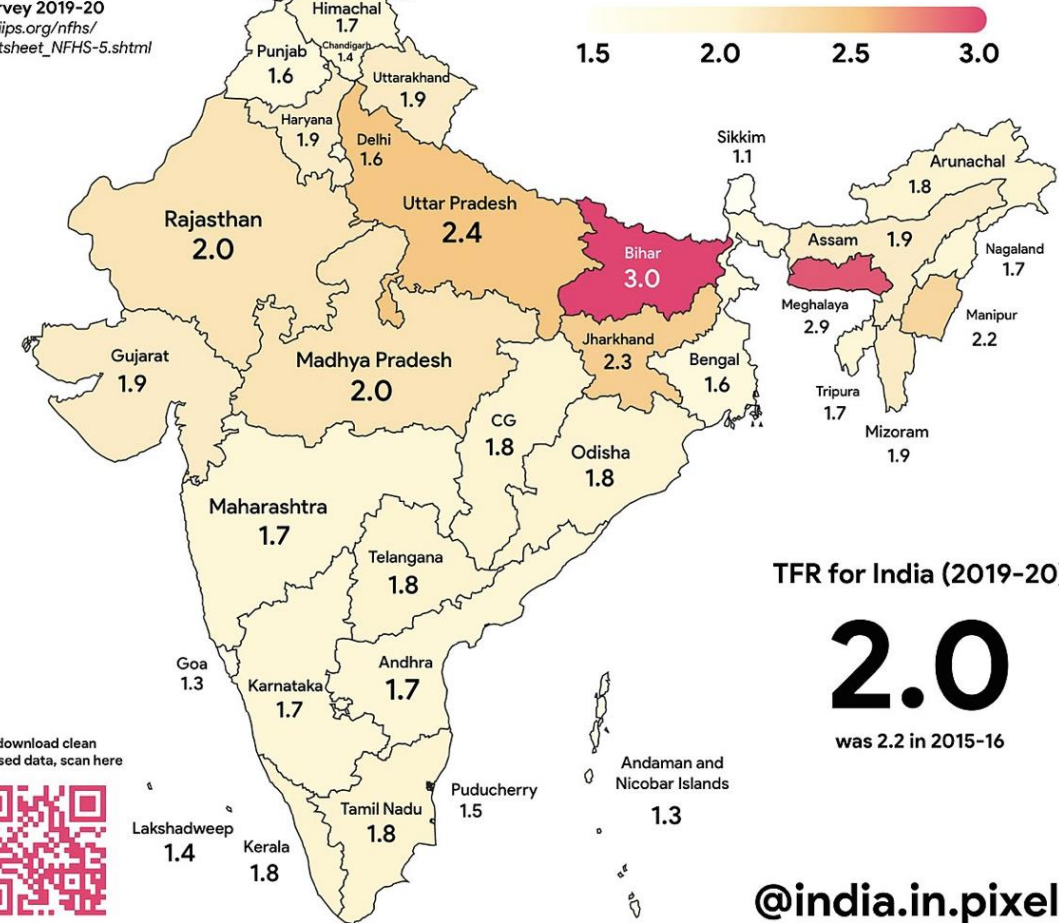 rvey 2019-20
iips.org/nfhs/
tsheet_NFHS-5.shtml
1.5 2.0 2.5 3.0
Himachal
1.7
Chandigarh
1.4
Punjab
1.6
Uttarakhand
1.9
Haryana
1.9
Delhi
1.6
Sikkim
1.1
Arunachal
1.8
Rajasthan
2.0
Uttar Pradesh
2.4
Bihar
3.0
Assam 1.9
Nagaland
1.7
Meghalaya
2.9
Manipur
2.2
Gujarat
1.9
Madhya Pradesh
2.0
Jharkhand
2.3
Bengal
1.6
Tripura
1.7
Mizoram
1.9
CG
1.8
Odisha
1.8
Maharashtra
1.7
Telangana
1.8
TFR for India (2019-20)
2.0
was 2.2 in 2015-16
Goa
1.3
Karnataka
1.7
Andhra
1.7
download clean
sed data, scan here
Andaman and
Nicobar Islands
1.3
Puducherry
1.5
Tamil Nadu
1.8
Lakshadweep
1.4
Kerala
1.8
@india.in.pixel